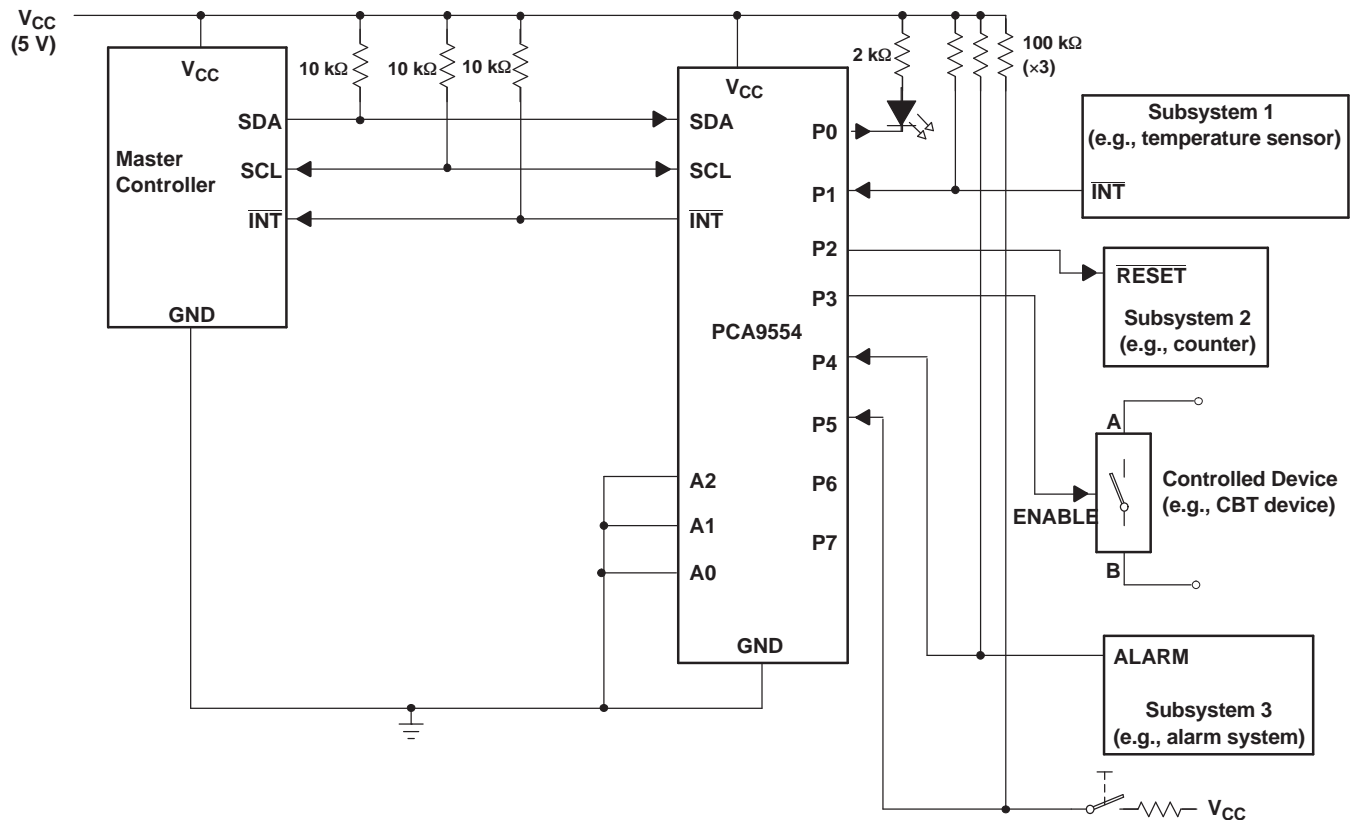 VCC
(5 V)
VCC
10 kΩ
10 kΩ
10 kΩ
VCC
2 kΩ
100 kΩ
(×3)
Master
Controller
SDA
SCL
INT
GND
SDA
SCL
INT
PCA9554
A2
A1
A0
GND
P0
P1
P2
P3
P4
P5
P6
P7
Subsystem 1
(e.g., temperature sensor)
INT
RESET
Subsystem 2
(e.g., counter)
A
ENABLE
B
Controlled Device
(e.g., CBT device)
ALARM
Subsystem 3
(e.g., alarm system)
VCC